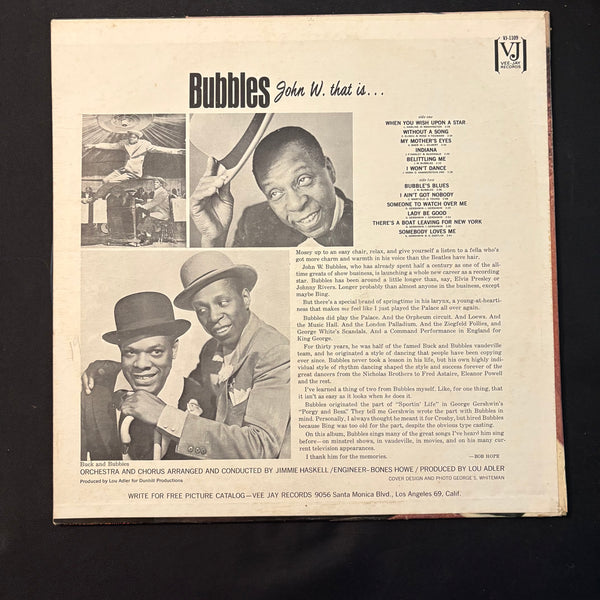 VS-1109
VJ
VEE-JAY
RECORDS
Bubbles John W. that is...
side one
WHEN YOU WISH UPON A STAR
WITHOUT A SONG
MY MOTHER'S EYES
INDIANA
BELITTLING ME
I WON'T DANCE
side two
BUBBLE'S BLUES
I AIN'T GOT NOBODY
SOMEONE TO WATCH OVER ME
LADY BE GOOD
THERE'S A BOAT LEAVING FOR NEW YORK
SOMEBODY LOVES ME
Mosey up to an easy chair, relax, and give yourself a listen to a fella who's
got more charm and warmth in his voice than the Beatles have hair.
John W. Bubbles, who has already spent half a century as one of the all-
time greats of show business, is launching a whole new career as a recording
star. Bubbles has been around a little longer than, say, Elvis Presley or
Johnny Rivers. Longer probably than almost anyone in the business, except
maybe Bing.
But there's a special brand of springtime in his larynx, a young-at-hearti-
ness that makes me feel like I just played the Palace all over again.
Bubbles did play the Palace. And the Orpheum circuit. And Loews. And
the Music Hall. And the London Palladium. And the Ziegfeld Follies, and
George White's Scandals. And a Command Performance in England for
King George.
For thirty years, he was half of the famed Buck and Bubbles vaudeville
team, and he originated a style of dancing that people have been copying
ever since. Bubbles never took a lesson in his life, but his own highly indi-
vidual style of rhythm dancing shaped the style and success forever of the
great dancers from the Nicholas Brothers to Fred Astaire, Eleanor Powell
and the rest.
I've learned a thing of two from Bubbles myself. Like, for one thing, that
it isn't as easy as it looks when he does it.
Bubbles originated the part of "Sportin' Life" in George Gershwin's
"Porgy and Bess." They tell me Gershwin wrote the part with Bubbles in
mind. Personally, I always thought he meant it for Crosby, but hired Bubbles
because Bing was too old for the part, despite the obvious type casting.
On this album, Bubbles sings many of the great songs I've heard him sing
before—on minstrel shows, in vaudeville, in movies, and on his many cur-
rent television appearances.
I thank him for the memories.
—BOB HOPE
Buck and Bubbles
ORCHESTRA AND CHORUS ARRANGED AND CONDUCTED BY JIMMIE HASKELL/ENGINEER-BONES HOWE/PRODUCED BY LOU ADLER
Produced by Lou Adler for Dunhill Productions
COVER DESIGN AND PHOTO GEORGE S. WHITEMAN
WRITE FOR FREE PICTURE CATALOG—VEE JAY RECORDS 9056 Santa Monica Blvd., Los Angeles 69, Calif.